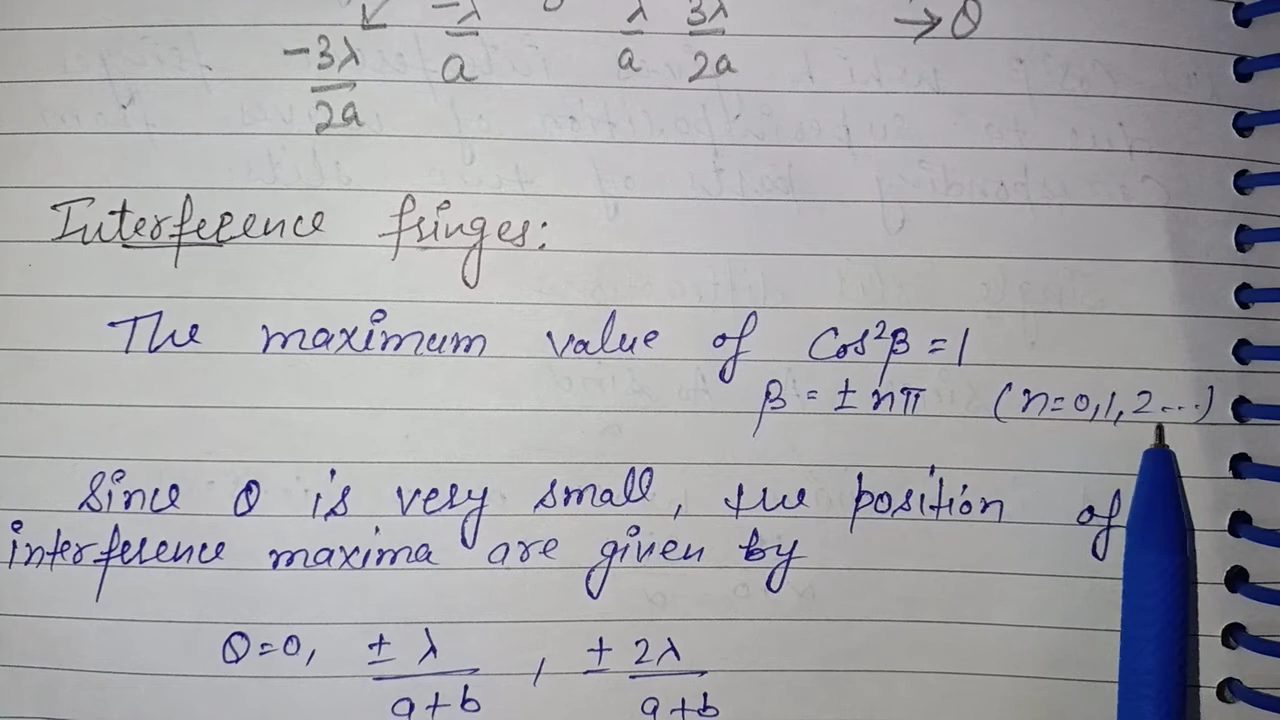 -λ/a 0 λ/a 3λ/2a → θ
-3λ/2a
Interference fringes:
The maximum value of Cos²β = 1
β = ± nπ (n=0,1,2...)
Since θ is very small, the position of
interference maxima are given by
θ=0, ± λ/a+b , ± 2λ/a+b